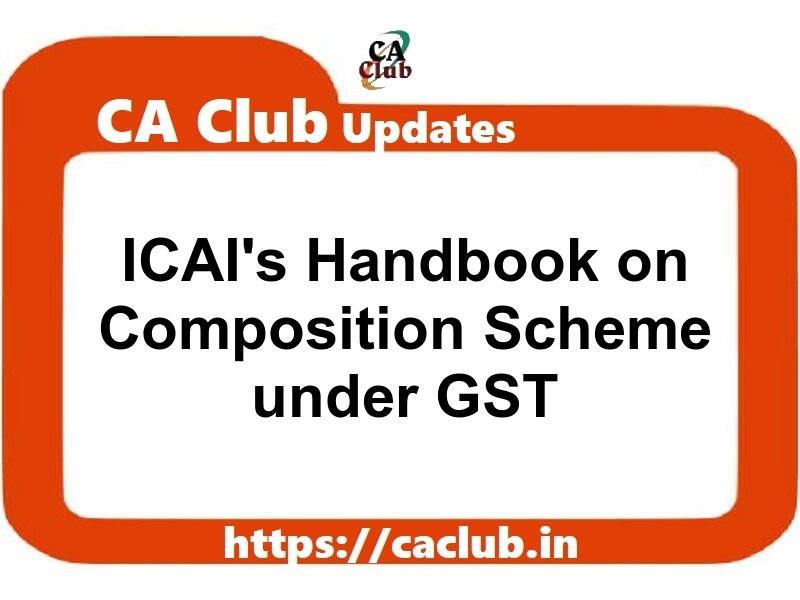 CA
Club
CA Club Updates
ICAI's Handbook on
Composition Scheme
under GST
https://caclub.in